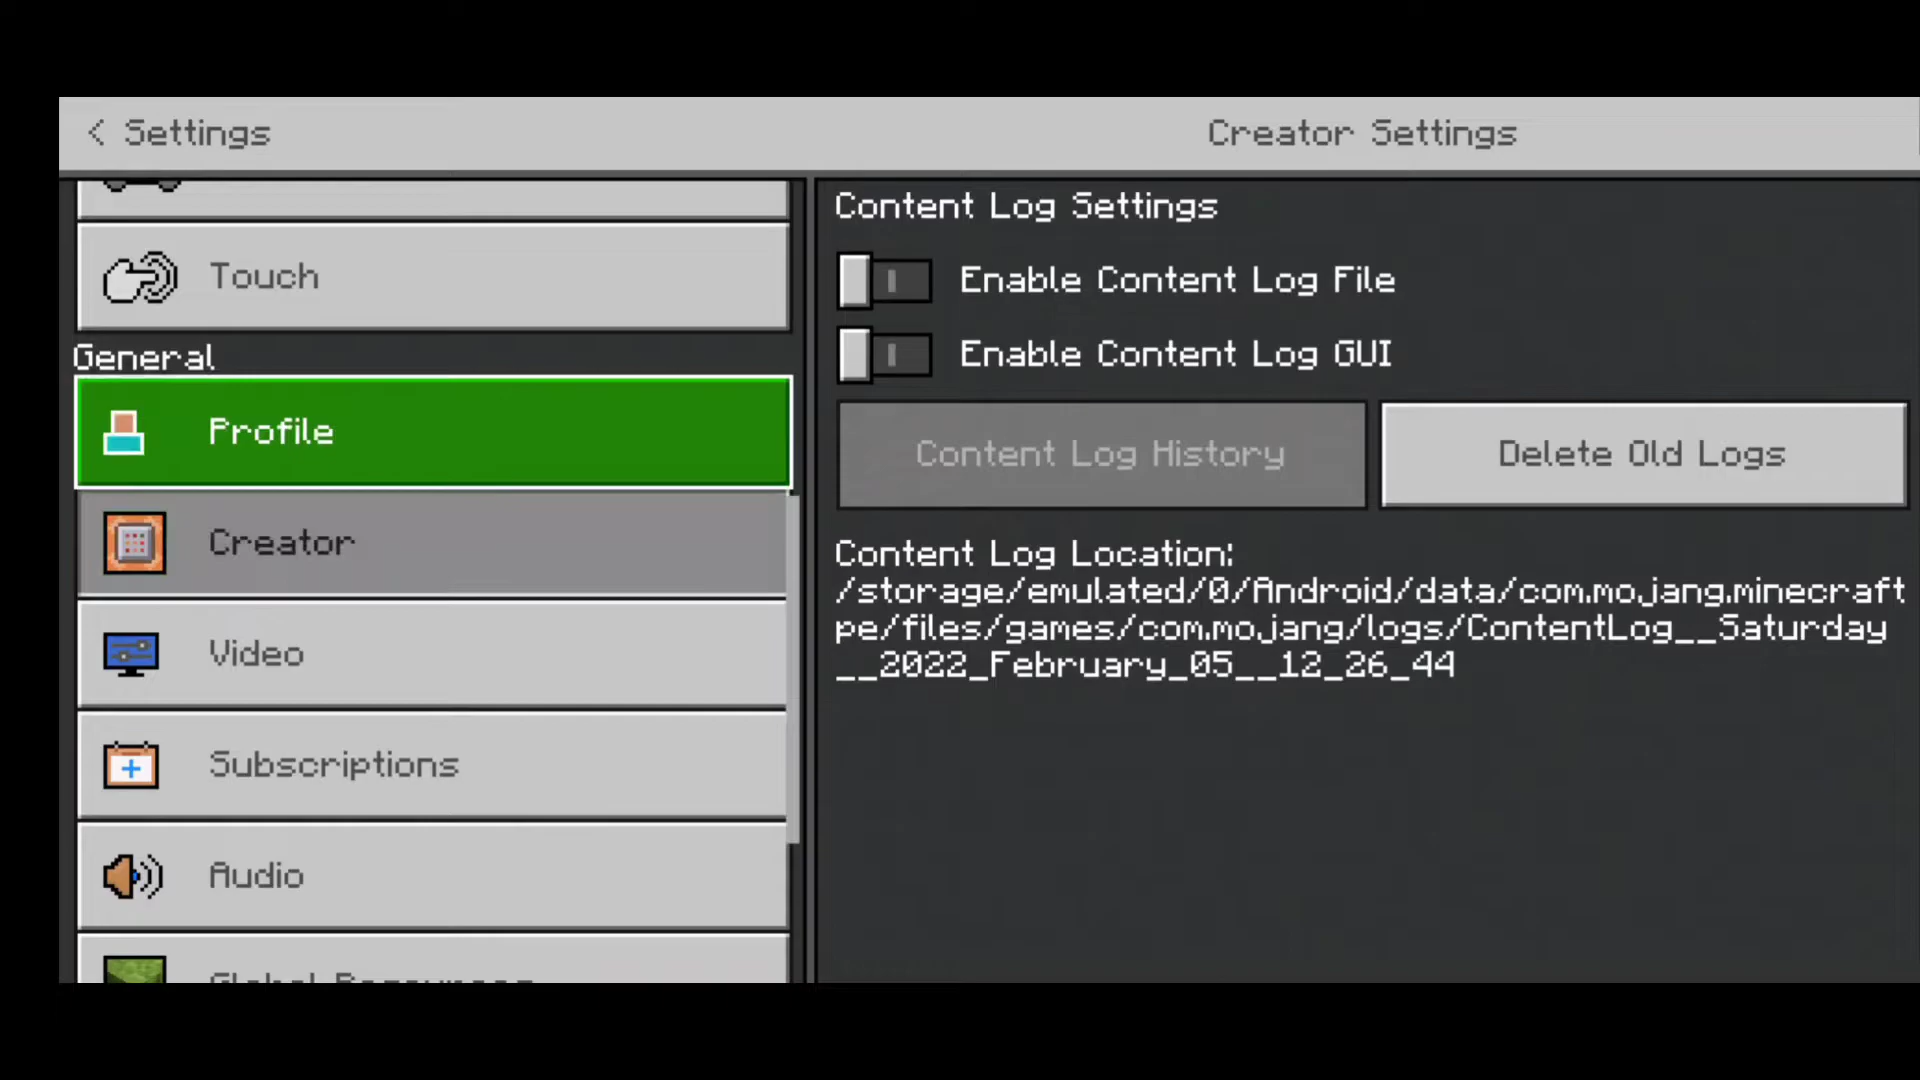 Settings
Creator Settings
Touch
General
Profile
Creator
Video
Subscriptions
Audio
Global Resources
Content Log Settings
Enable Content Log File
Enable Content Log GUI
Content Log History
Delete Old Logs
Content Log Location:
/storage/emulated/0/Android/data/com.mojang.minecraft
pe/files/games/com.mojang/logs/ContentLog__Saturday
__2022_February_05__12_26_44